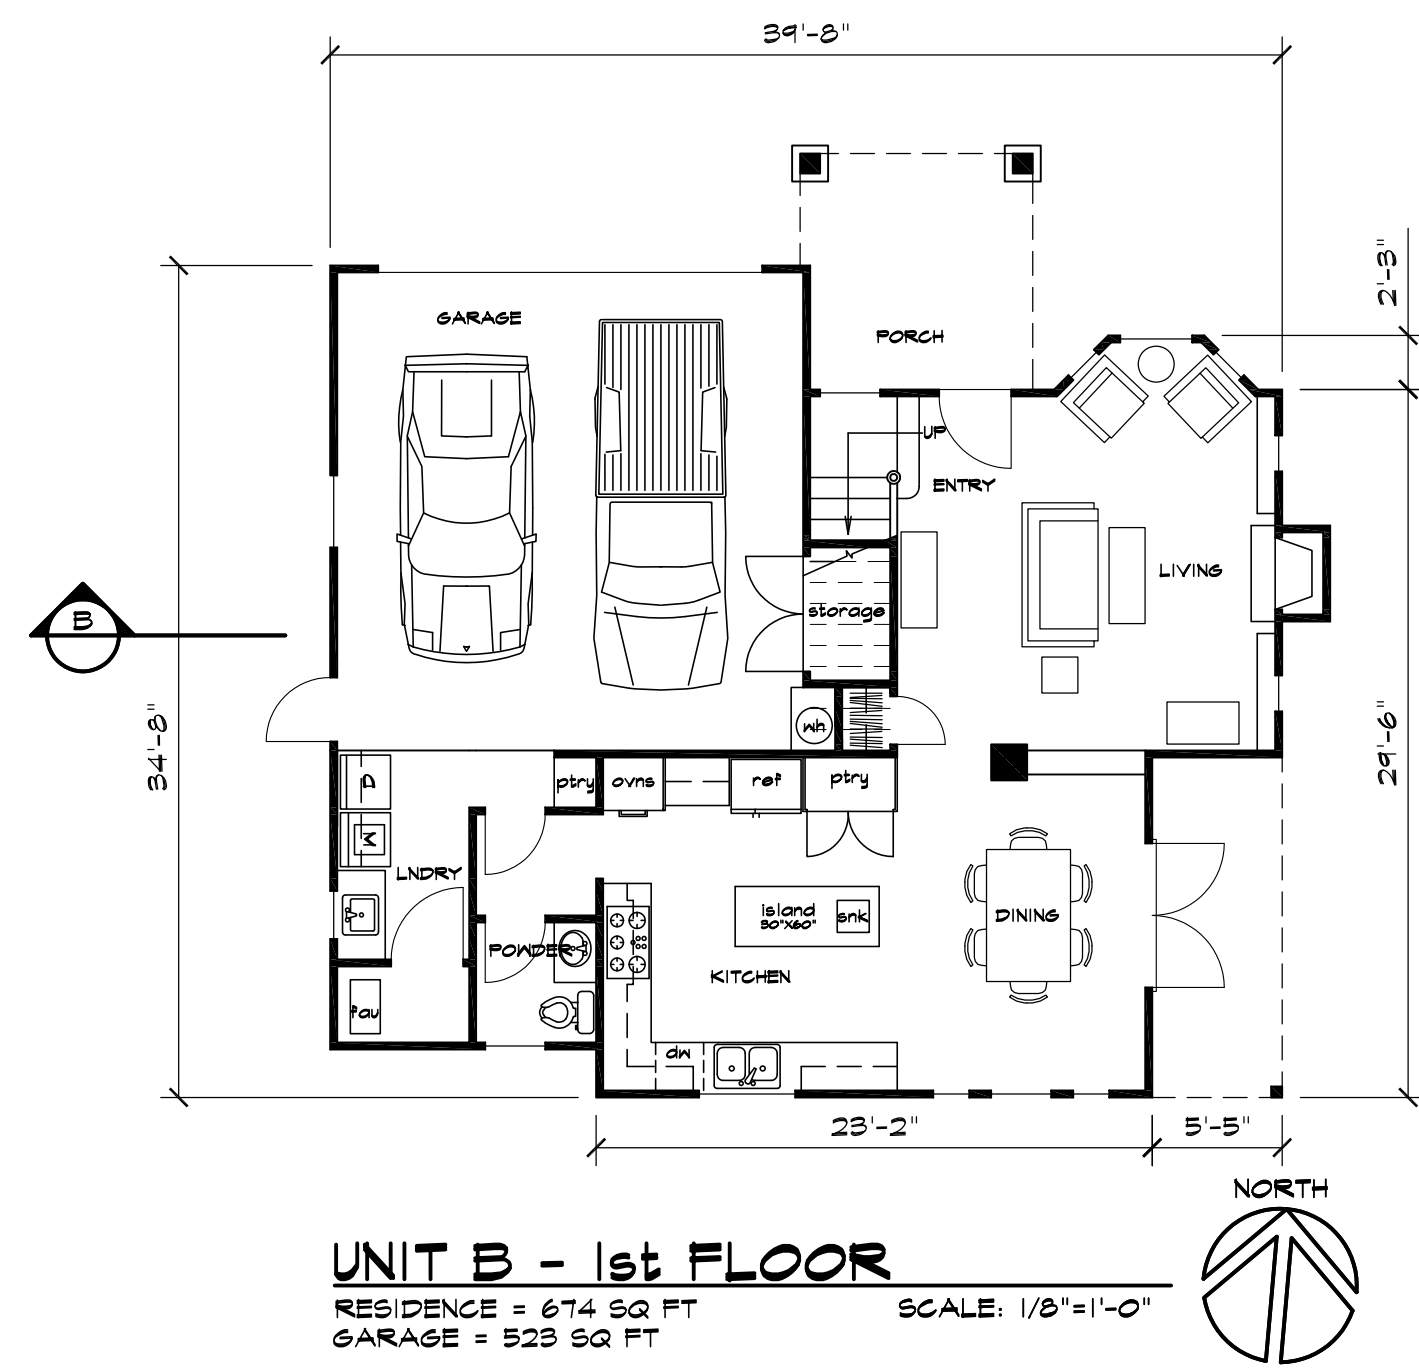 39'-8"
2'-3"
GARAGE
PORCH
UP
ENTRY
LIVING
storage
B
wh
34'-8"
29'-6"
D
ptry
ovns
ref
ptry
W
LNDRY
island
30"X60"
snk
DINING
POWDER
KITCHEN
fau
dw
23'-2"
5'-5"
NORTH
UNIT B - 1st FLOOR
RESIDENCE = 674 SQ FT
SCALE: 1/8"=1'-0"
GARAGE = 523 SQ FT